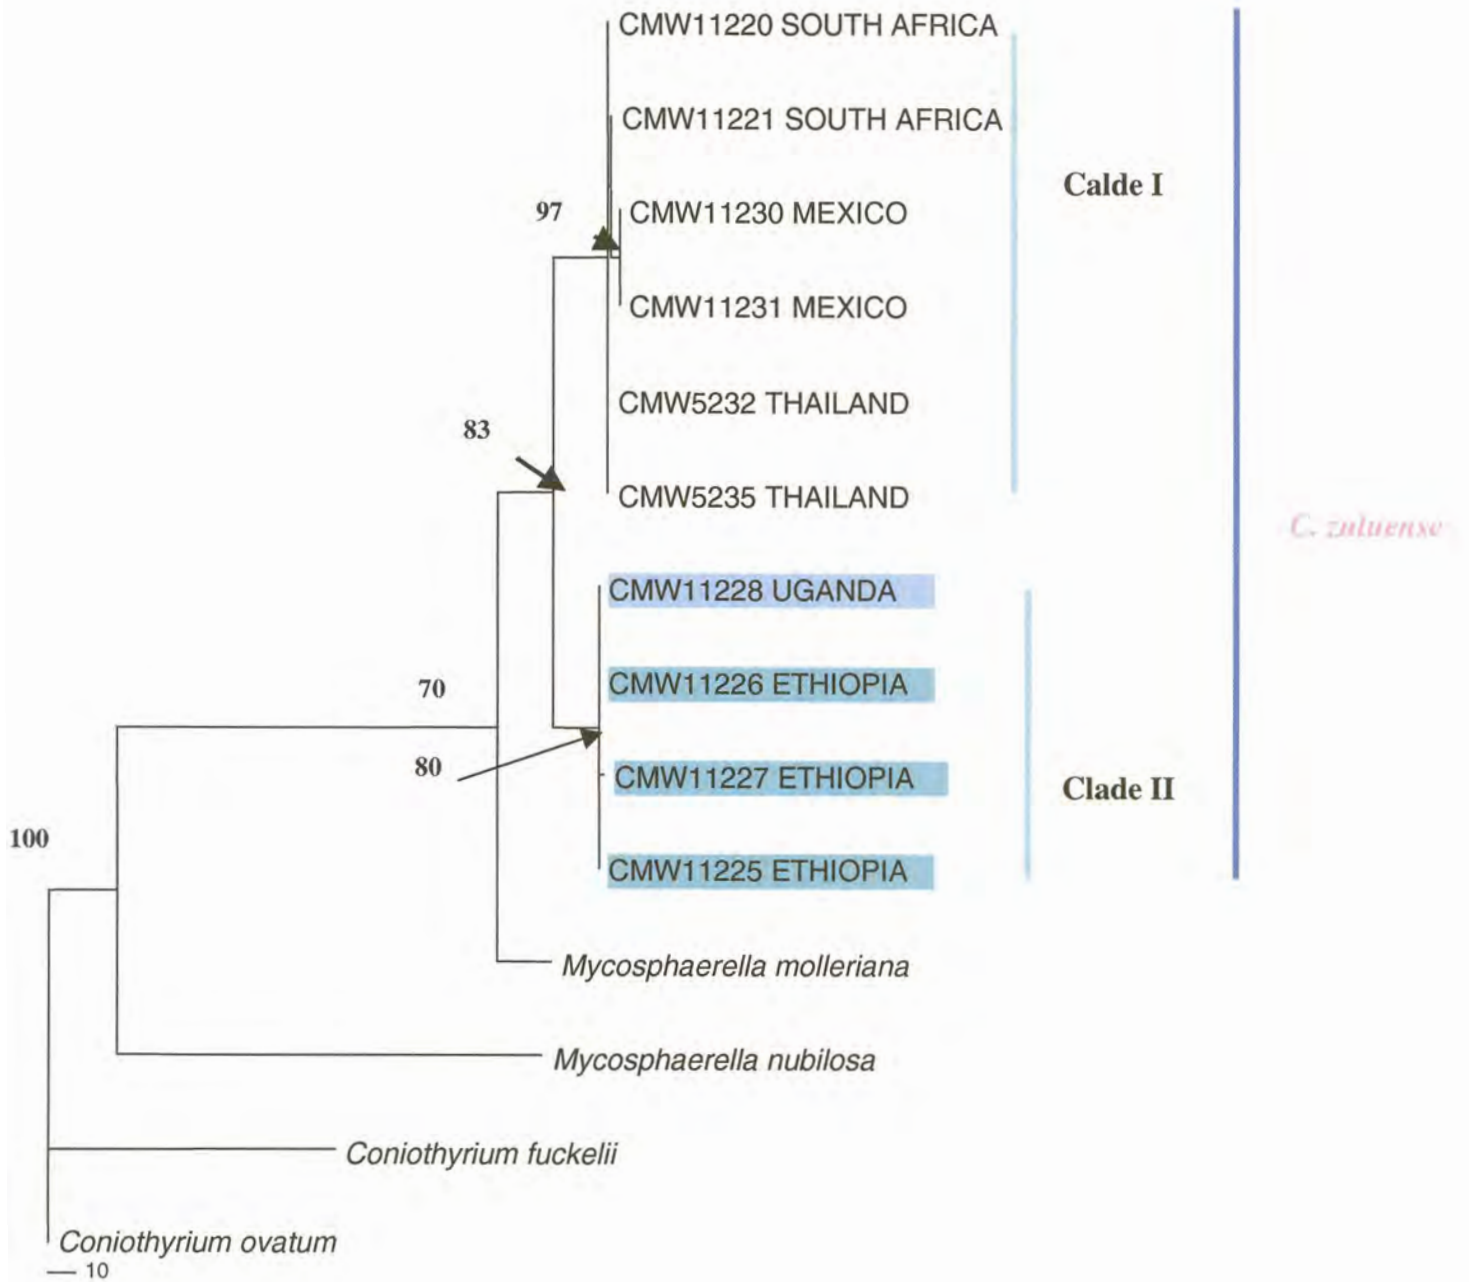 CMW11220 SOUTH AFRICA
CMW11221 SOUTH AFRICA
Calde I
97
CMW11230 MEXICO
CMW11231 MEXICO
CMW5232 THAILAND
83
CMW5235 THAILAND
C. zuluense
CMW11228 UGANDA
CMW11226 ETHIOPIA
70
80
CMW11227 ETHIOPIA
Clade II
100
CMW11225 ETHIOPIA
Mycosphaerella molleriana
Mycosphaerella nubilosa
Coniothyrium fuckelii
Coniothyrium ovatum
10